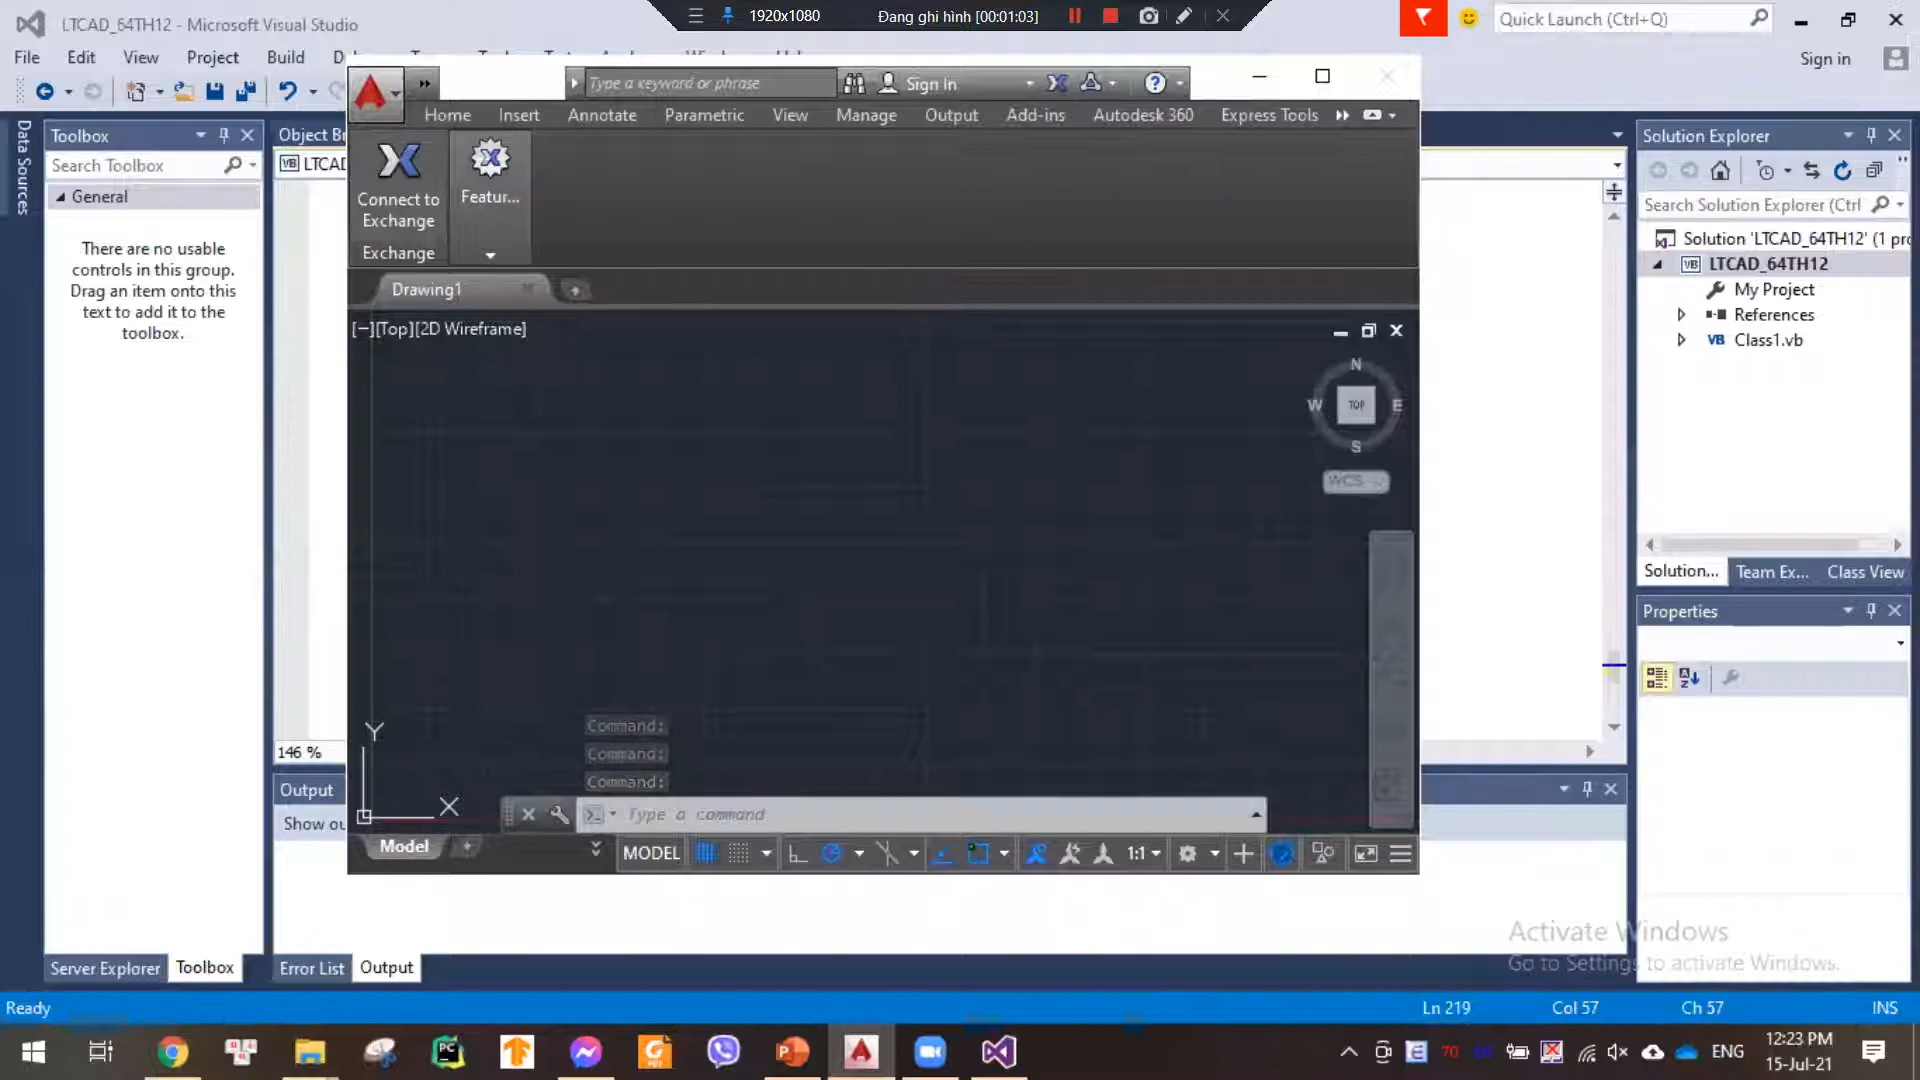 LTCAD_64TH12 - Microsoft Visual Studio
1920x1080
Đang ghi hình [00:01:03]
Quick Launch (Ctrl+Q)
File Edit View Project Build
Sign in
Data Sources
Toolbox
Search Toolbox
General
There are no usable
controls in this group.
Drag an item onto this
text to add it to the
toolbox.
Object Br
VB LTCAD
146 %
Type a keyword or phrase
Sign In
Home Insert Annotate Parametric View Manage Output Add-ins Autodesk 360 Express Tools
Connect to
Exchange
Featur...
Exchange
Drawing1
[−][Top][2D Wireframe]
N
W
TOP
E
S
WCS
Y
X
Command:
Command:
Command:
Type a command
Model
MODEL
1:1
Solution Explorer
Search Solution Explorer (Ctrl
Solution 'LTCAD_64TH12' (1 pr
VB LTCAD_64TH12
My Project
References
VB Class1.vb
Solution... Team Ex... Class View
Properties
Output
Show ou
Server Explorer Toolbox
Error List Output
Activate Windows
Go to Settings to activate Windows.
Ready
Ln 219 Col 57 Ch 57 INS
70
ENG
12:23 PM
15-Jul-21